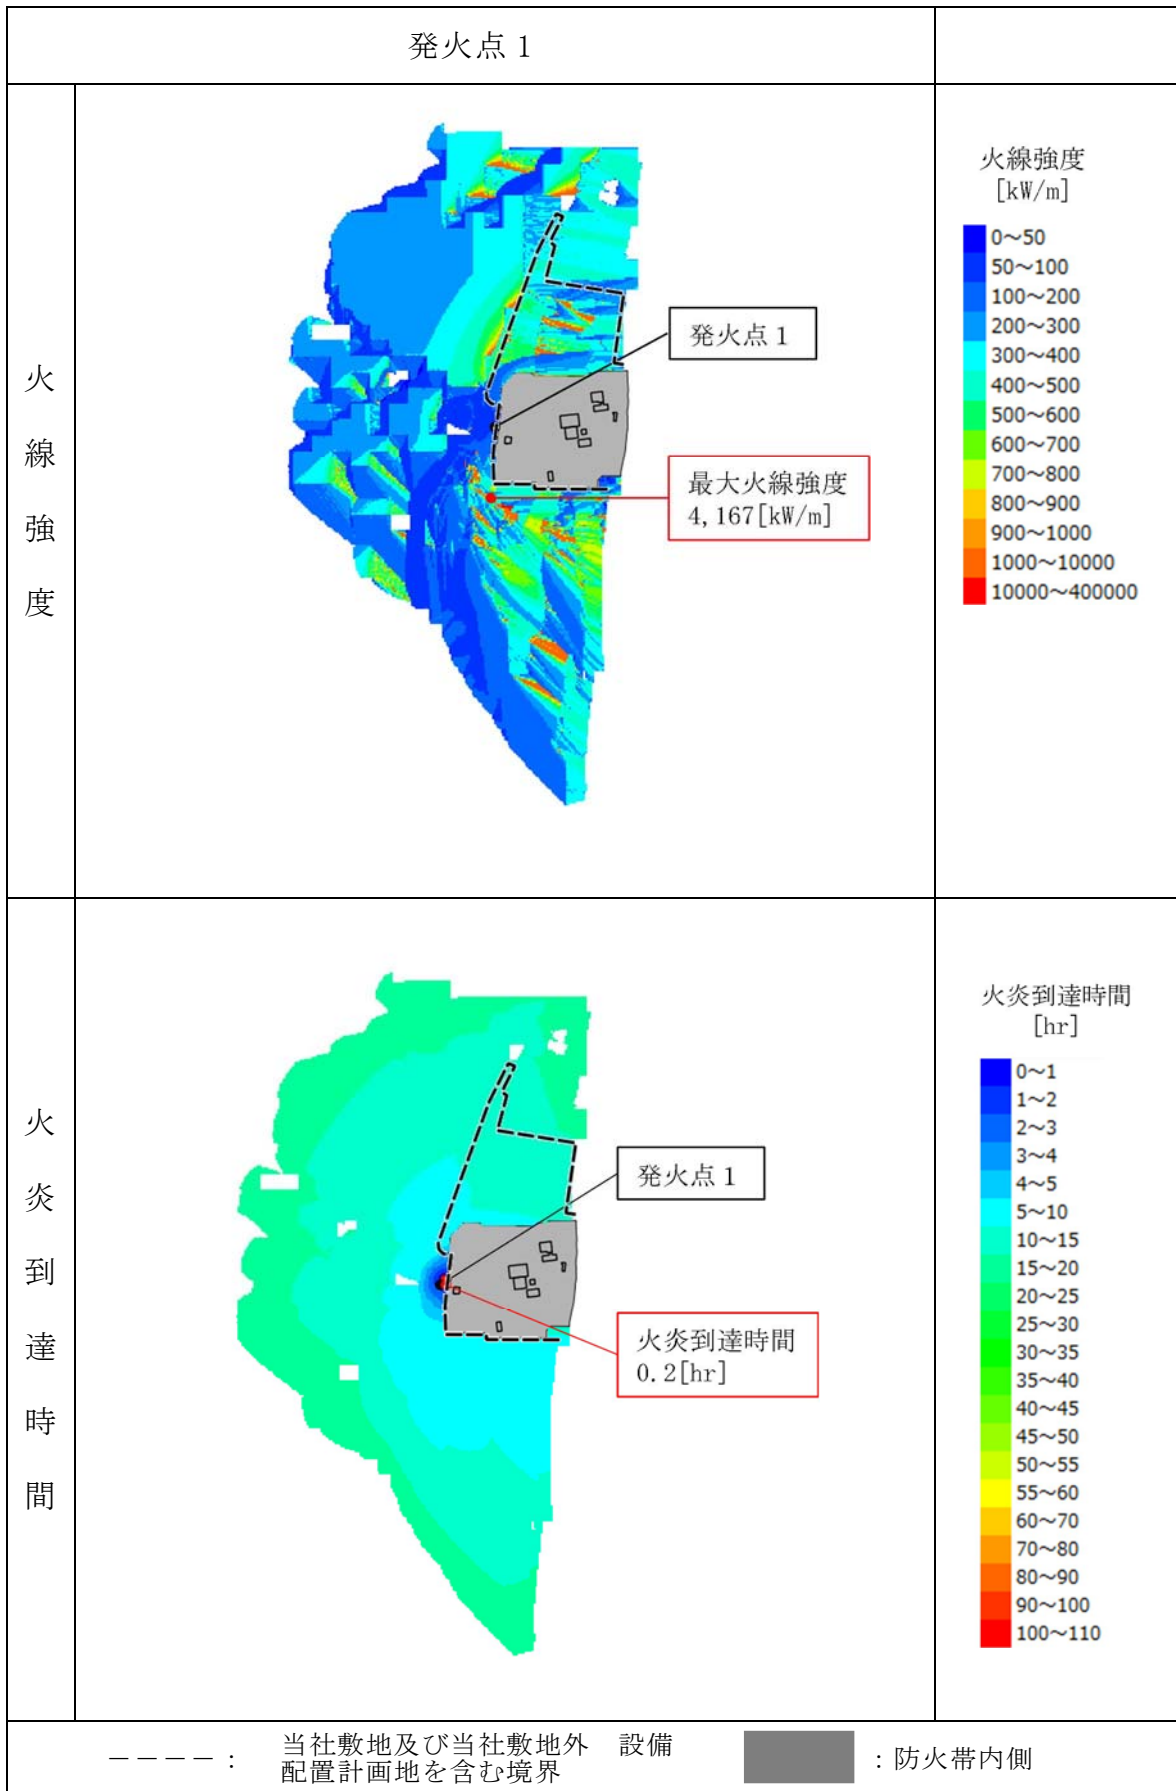 発火点 1
火線強度
火線強度
[kW/m]
0～50
50～100
100～200
200～300
300～400
400～500
500～600
600～700
700～800
800～900
900～1000
1000～10000
10000～400000
発火点 1
最大火線強度
4,167[kW/m]
火炎到達時間
火炎到達時間
[hr]
0～1
1～2
2～3
3～4
4～5
5～10
10～15
15～20
20～25
25～30
30～35
35～40
40～45
45～50
50～55
55～60
60～70
70～80
80～90
90～100
100～110
発火点 1
火炎到達時間
0.2[hr]
－－－－：
当社敷地及び当社敷地外　設備
配置計画地を含む境界
：防火帯内側